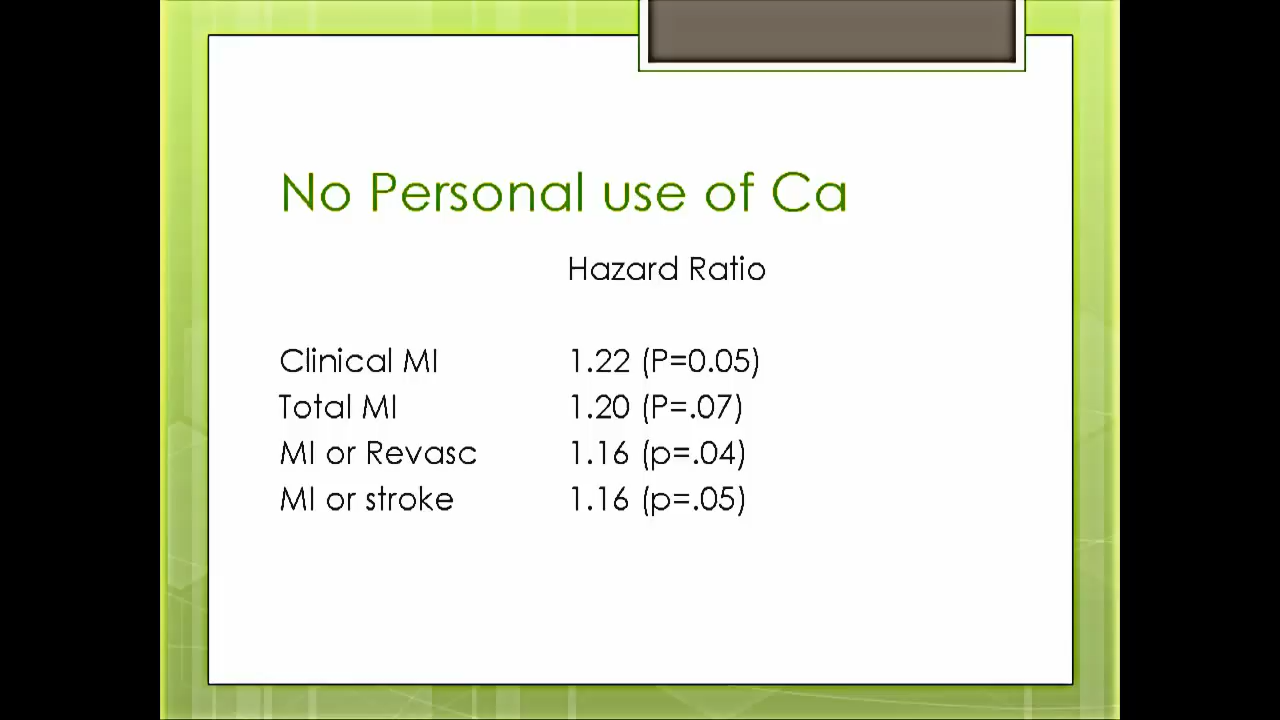 No Personal use of Ca
Hazard Ratio
Clinical MI 1.22 (P=0.05)
Total MI 1.20 (P=.07)
MI or Revasc 1.16 (p=.04)
MI or stroke 1.16 (p=.05)